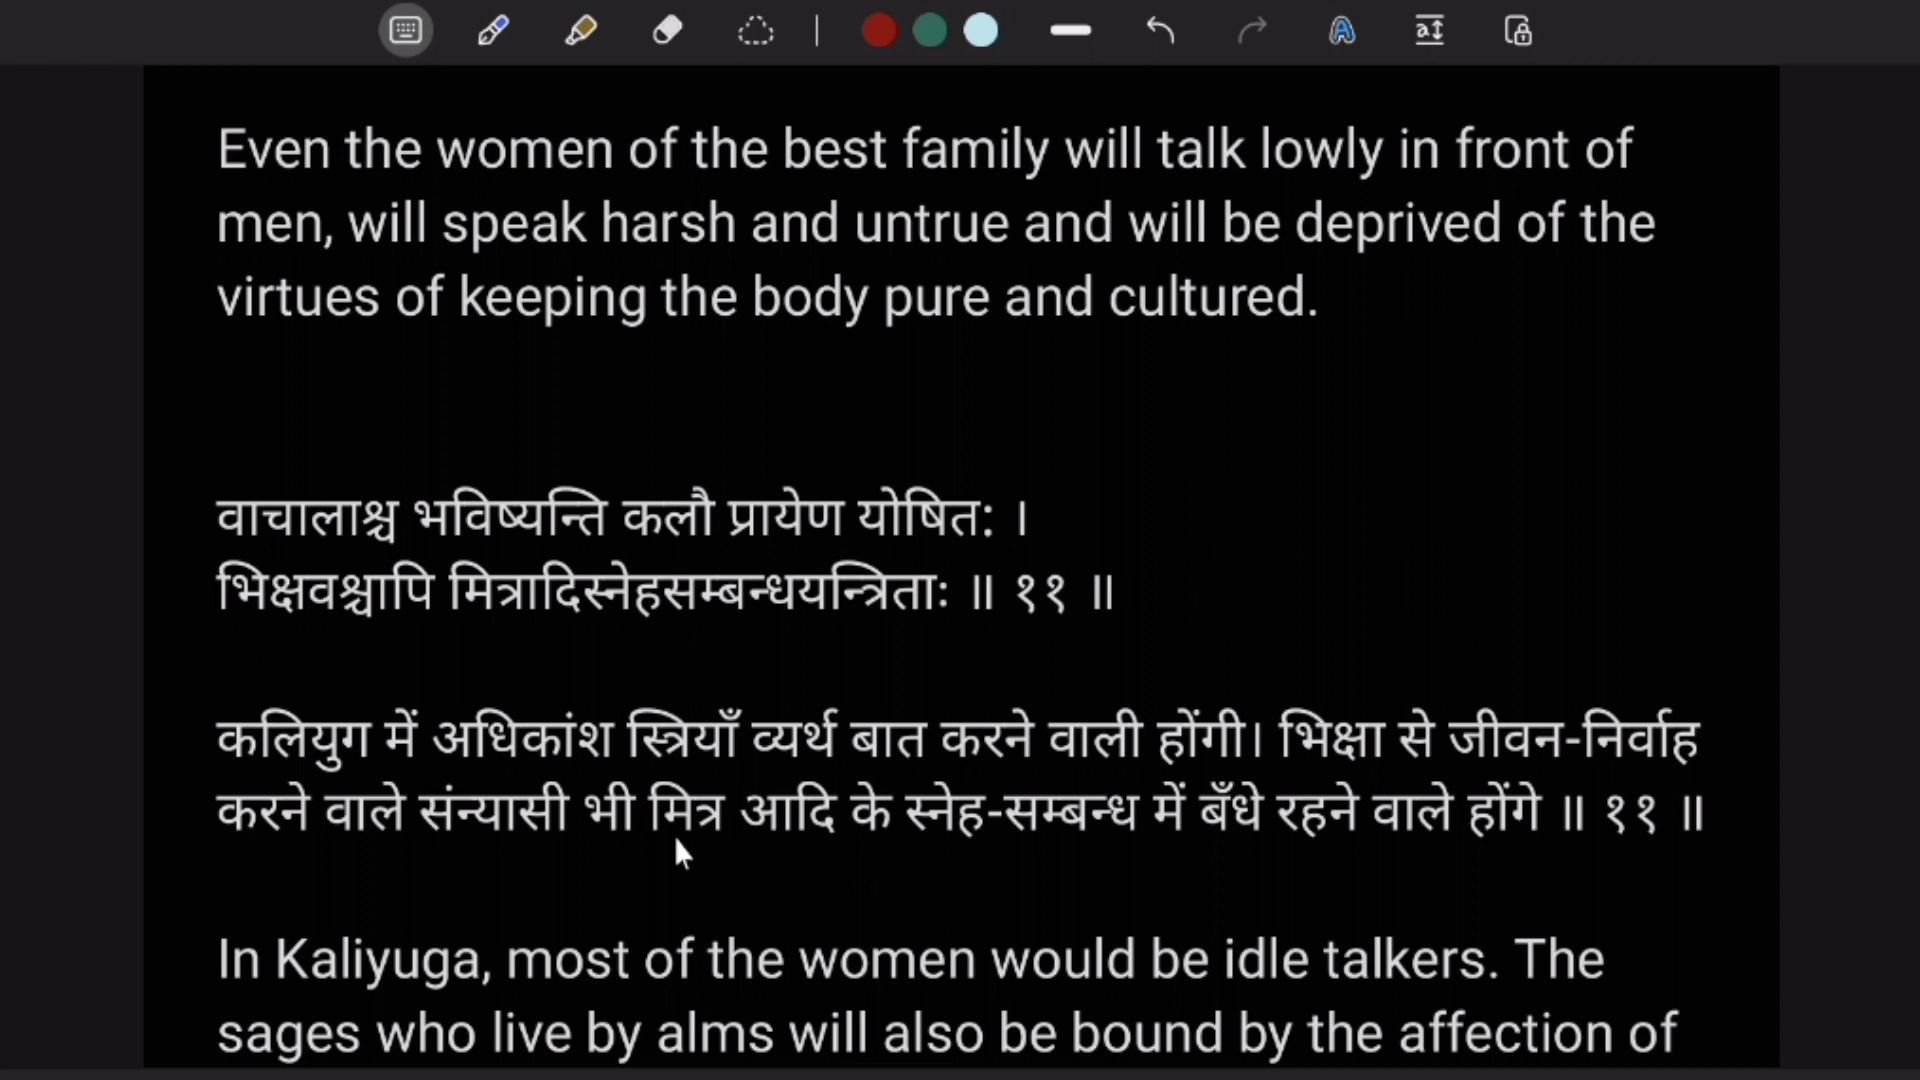 Even the women of the best family will talk lowly in front of
men, will speak harsh and untrue and will be deprived of the
virtues of keeping the body pure and cultured.
वाचालाश्च भविष्यन्ति कलौ प्रायेण योषित: ।
भिक्षवश्चापि मित्रादिस्नेहसम्बन्धयन्त्रिताः ॥ ११ ॥
कलियुग में अधिकांश स्त्रियाँ व्यर्थ बात करने वाली होंगी। भिक्षा से जीवन-निर्वाह
करने वाले संन्यासी भी मित्र आदि के स्नेह-सम्बन्ध में बँधे रहने वाले होंगे ॥ ११ ॥
In Kaliyuga, most of the women would be idle talkers. The
sages who live by alms will also be bound by the affection of